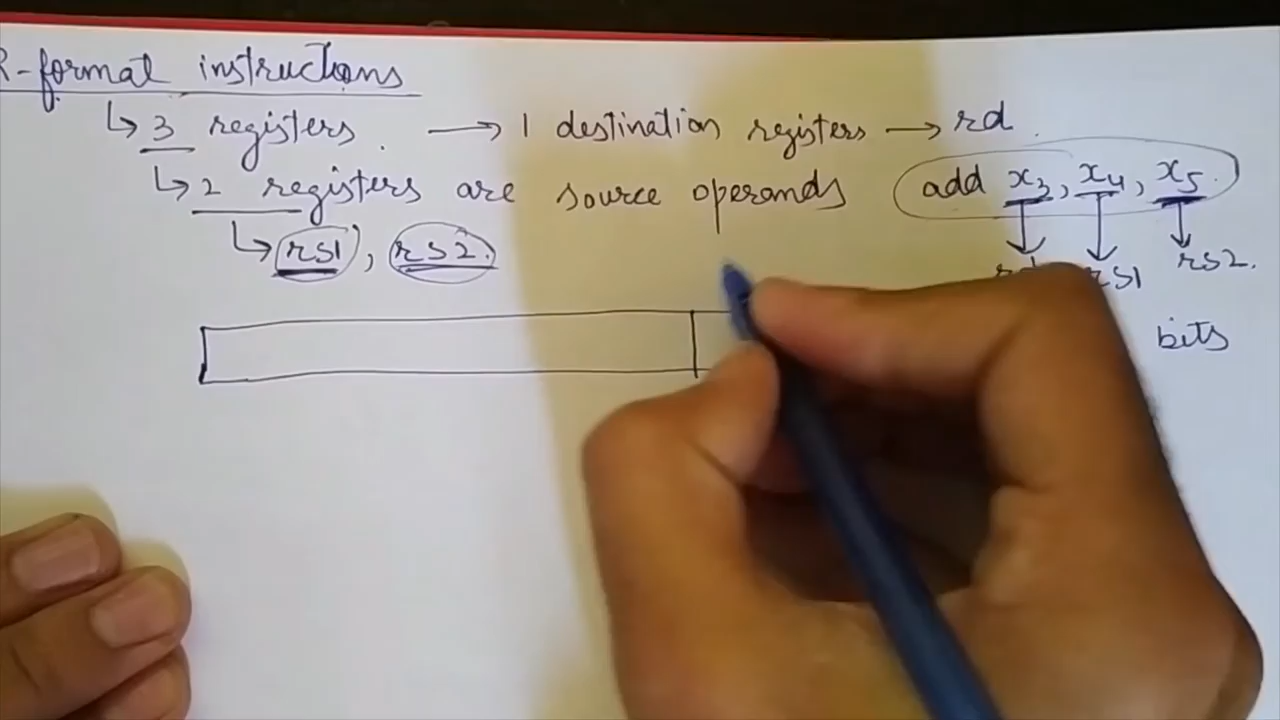 R-format instructions
↳ 3 registers. → 1 destination registers → rd.
↳ 2 registers are source operands add x3, x4, x5.
↳ rs1, rs2. rs1 rs2.
bits